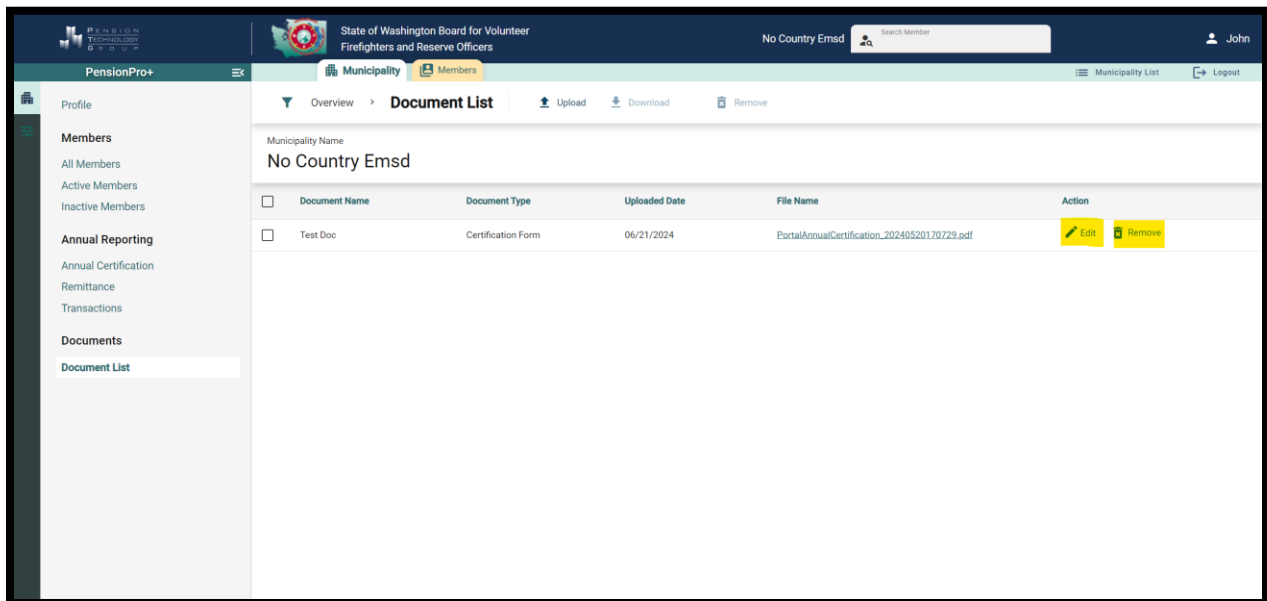 PENSION
TECHNOLOGY
GROUP
State of Washington Board for Volunteer
Firefighters and Reserve Officers
No Country Emsd
Search Member
John
PensionPro+
Municipality
Members
Municipality List
Logout
Profile
Overview > Document List
Upload
Download
Remove
Members
All Members
Active Members
Inactive Members
Annual Reporting
Annual Certification
Remittance
Transactions
Documents
Document List
Municipality Name
No Country Emsd
Document Name Document Type Uploaded Date File Name Action
Test Doc Certification Form 06/21/2024 PortalAnnualCertification_20240520170729.pdf Edit Remove